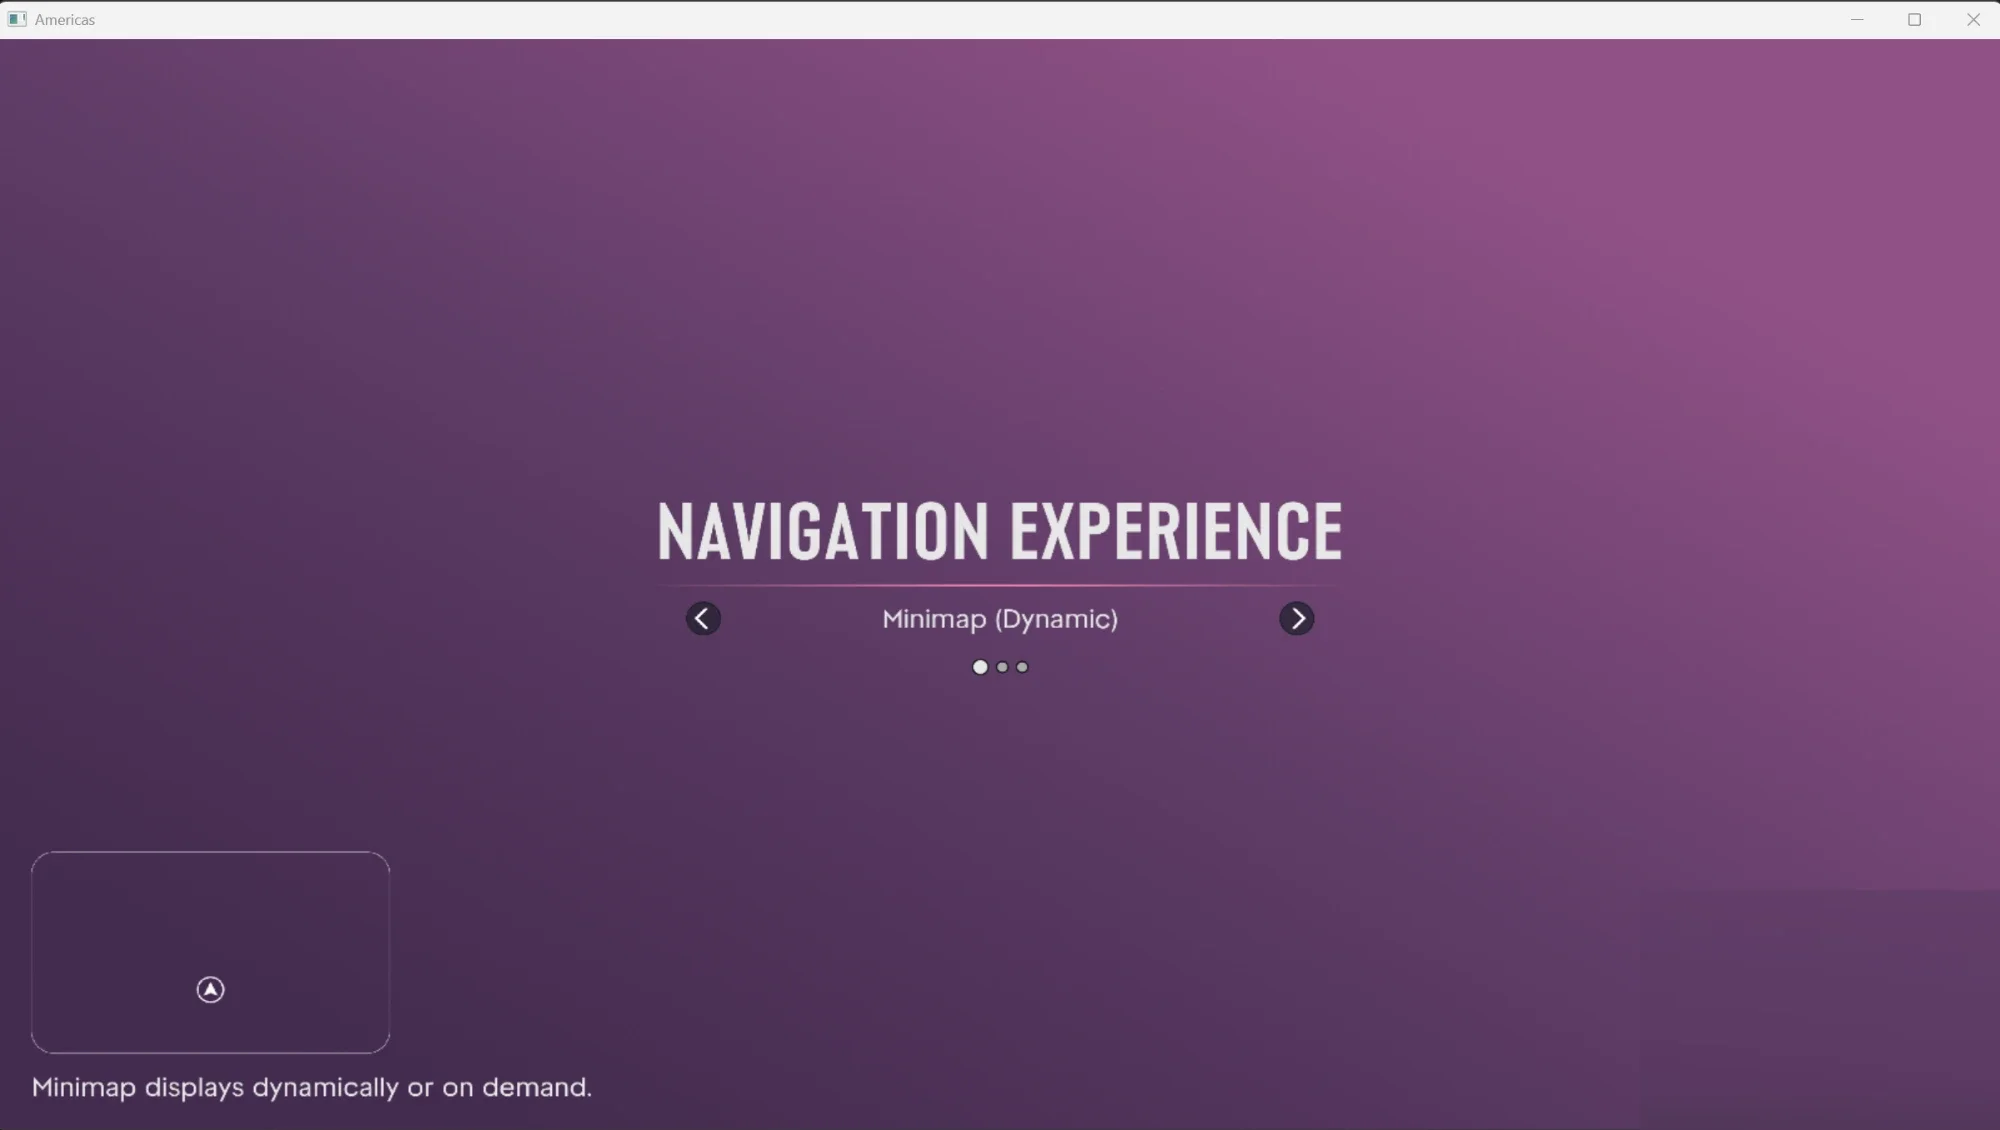 Americas
NAVIGATION EXPERIENCE
Minimap (Dynamic)
Minimap displays dynamically or on demand.